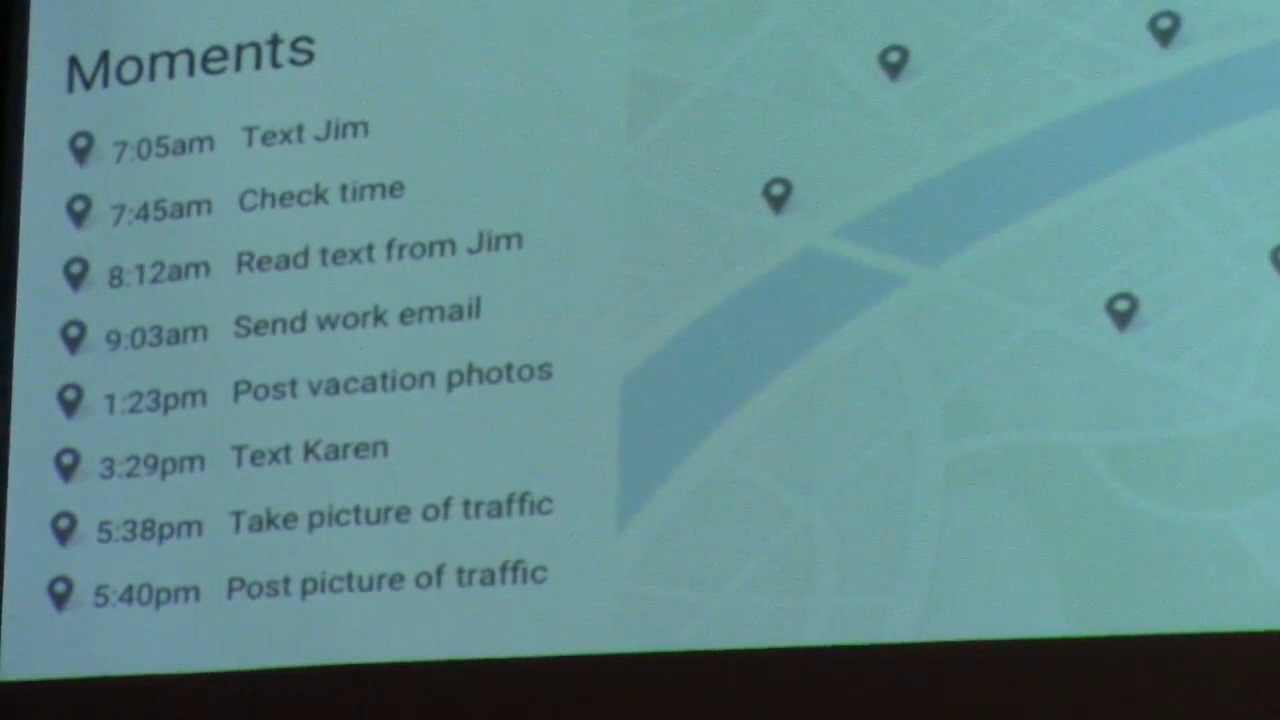 Moments
7:05am Text Jim
7:45am Check time
8:12am Read text from Jim
9:03am Send work email
1:23pm Post vacation photos
3:29pm Text Karen
5:38pm Take picture of traffic
5:40pm Post picture of traffic